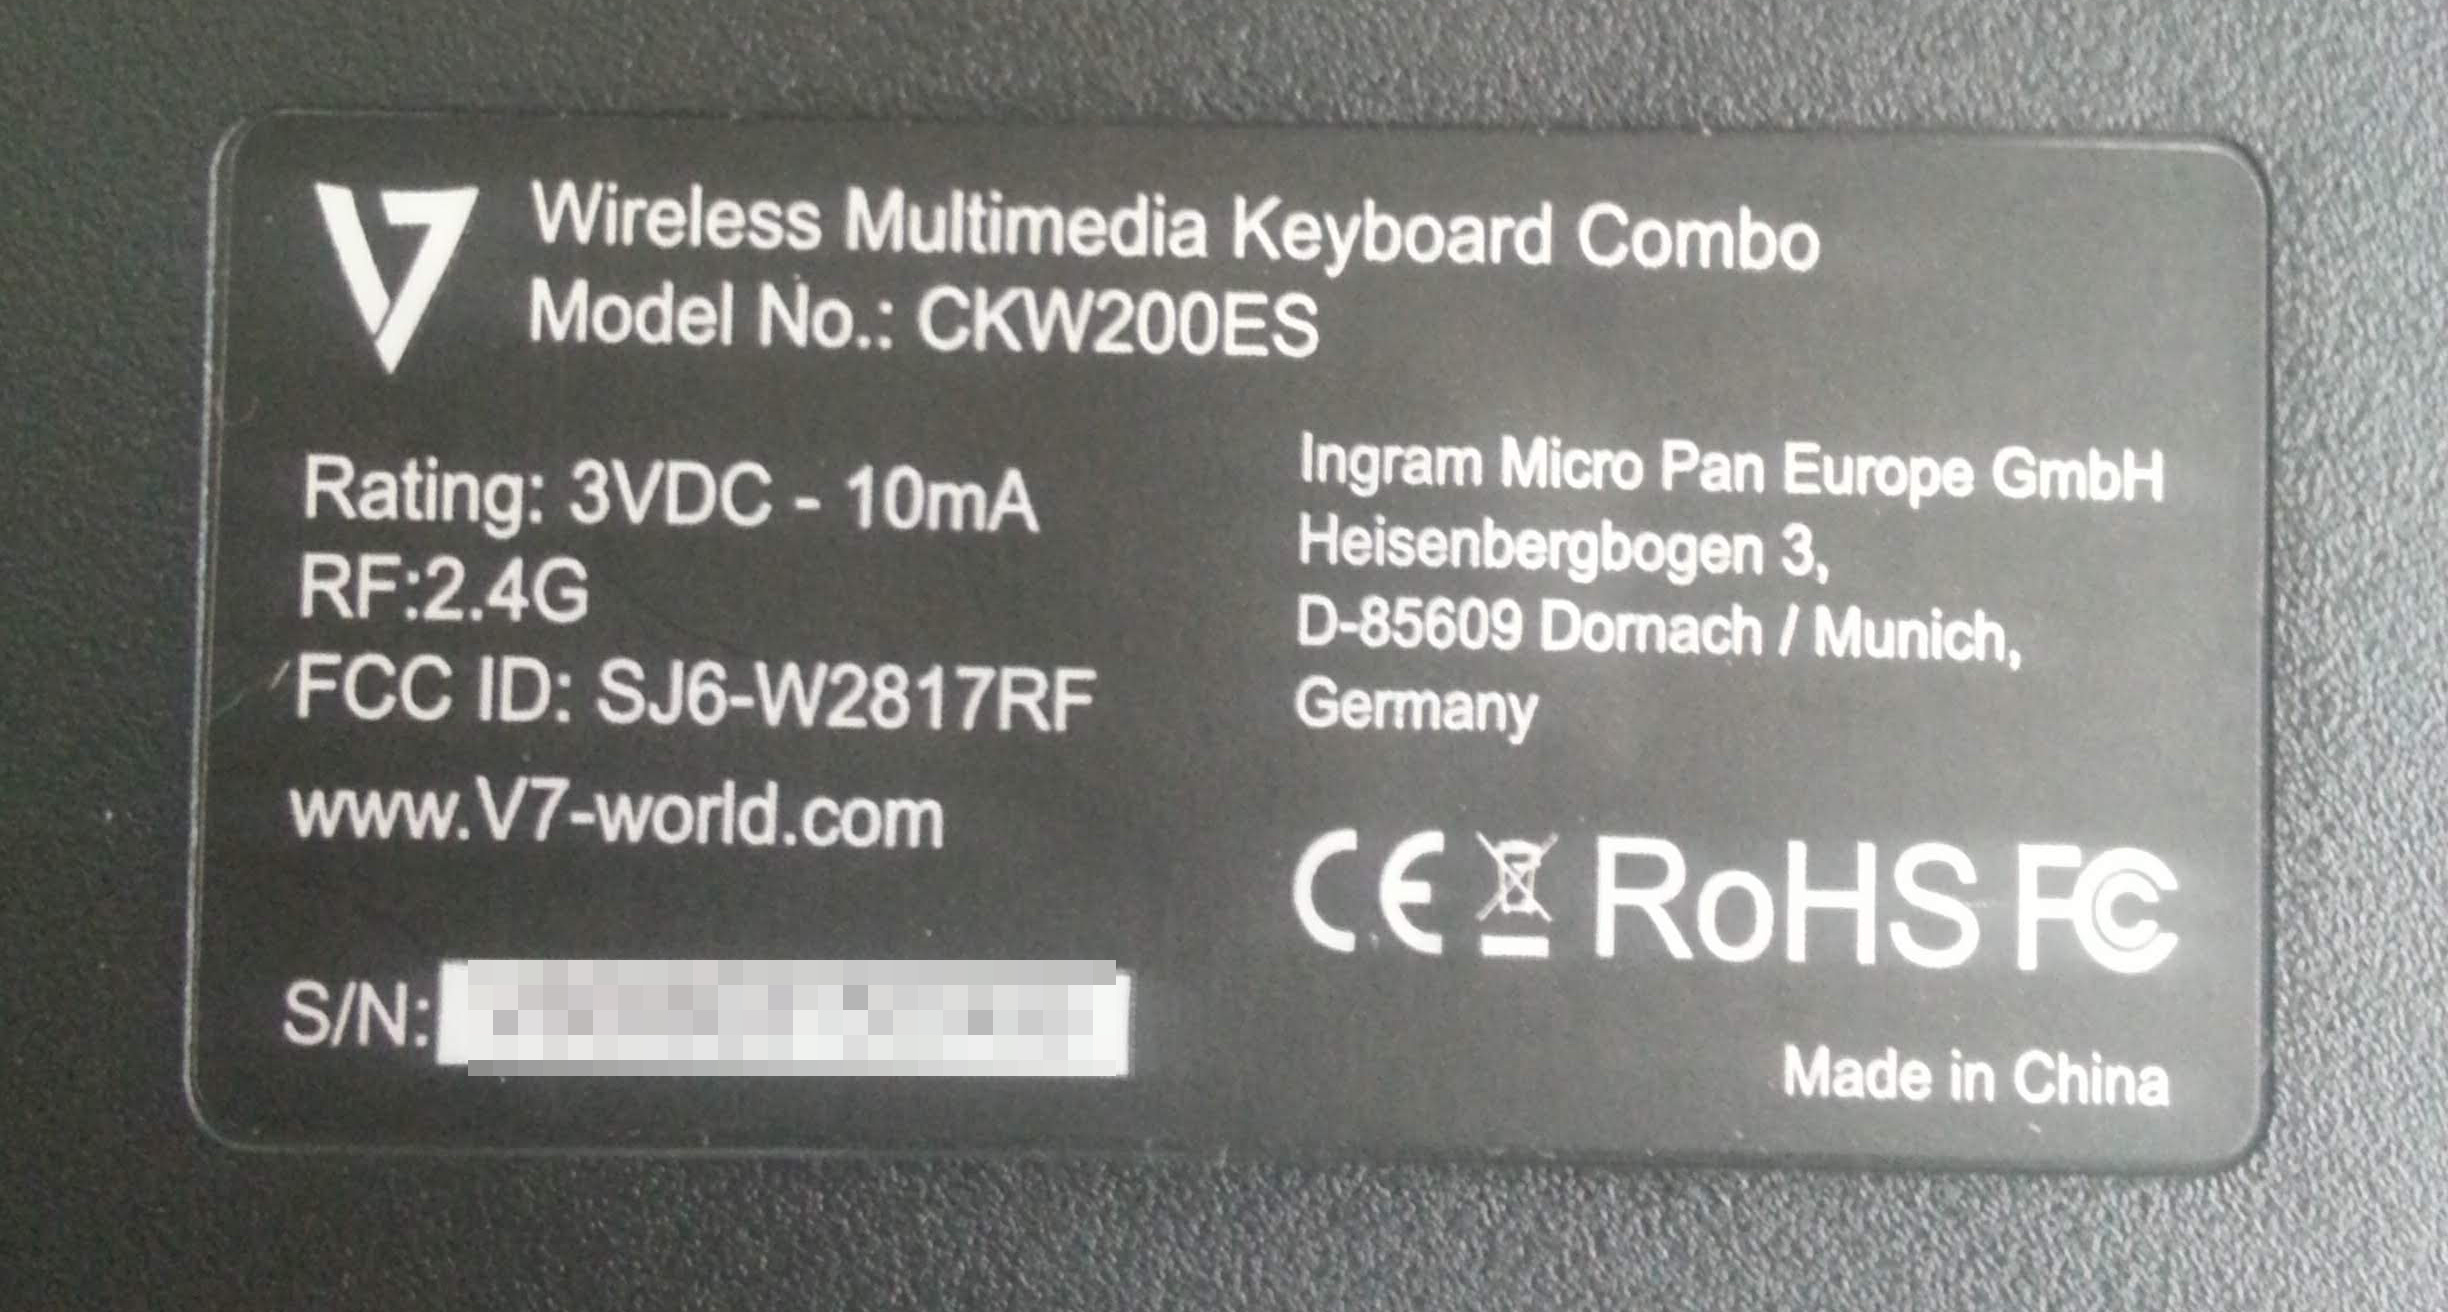 V7
Wireless Multimedia Keyboard Combo
Model No.: CKW200ES
Rating: 3VDC - 10mA
RF:2.4G
FCC ID: SJ6-W2817RF
www.V7-world.com
S/N:
Ingram Micro Pan Europe GmbH
Heisenbergbogen 3,
D-85609 Dornach / Munich,
Germany
CE RoHS FC
Made in China